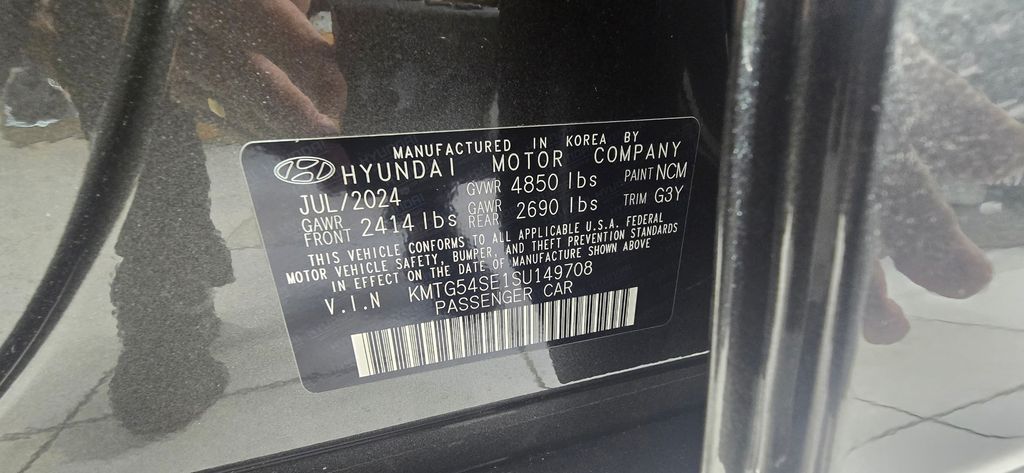 MANUFACTURED IN KOREA BY
HYUNDAI MOTOR COMPANY
JUL/2024 GVWR 4850 lbs PAINT NCM
GAWR FRONT 2414 lbs GAWR REAR 2690 lbs TRIM G3Y
THIS VEHICLE CONFORMS TO ALL APPLICABLE U.S.A. FEDERAL
MOTOR VEHICLE SAFETY, BUMPER, AND THEFT PREVENTION STANDARDS
IN EFFECT ON THE DATE OF MANUFACTURE SHOWN ABOVE
V.I.N KMTG54SE1SU149708
PASSENGER CAR